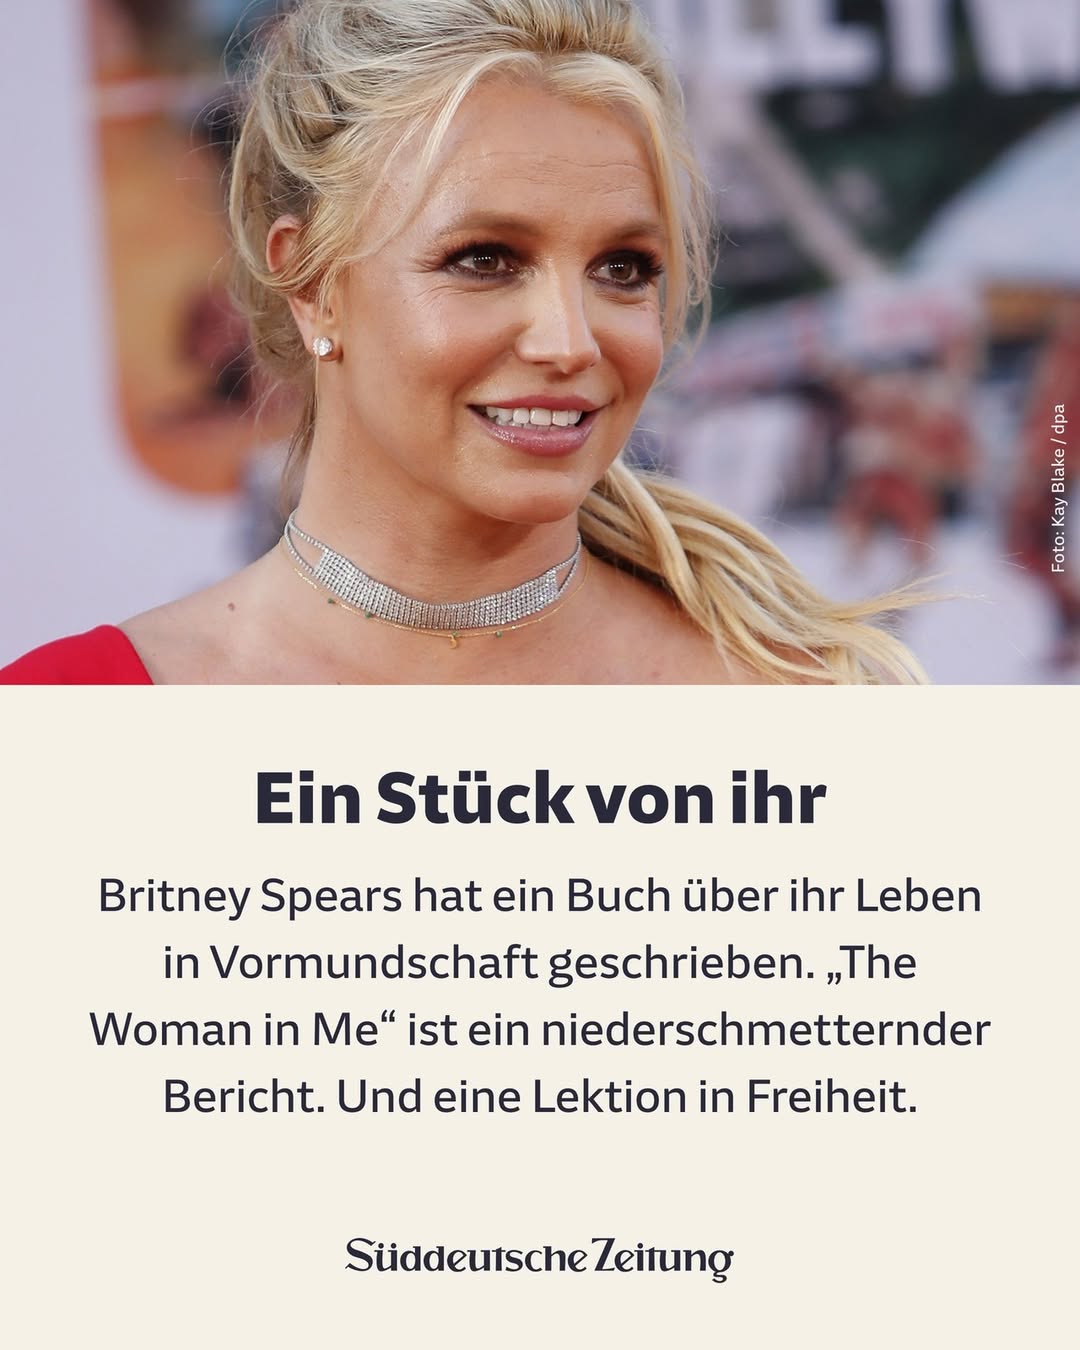 Foto: Kay Blake / dpa
Ein Stück von ihr
Britney Spears hat ein Buch über ihr Leben
in Vormundschaft geschrieben. „The
Woman in Me“ ist ein niederschmetternder
Bericht. Und eine Lektion in Freiheit.
Süddeutsche Zeitung